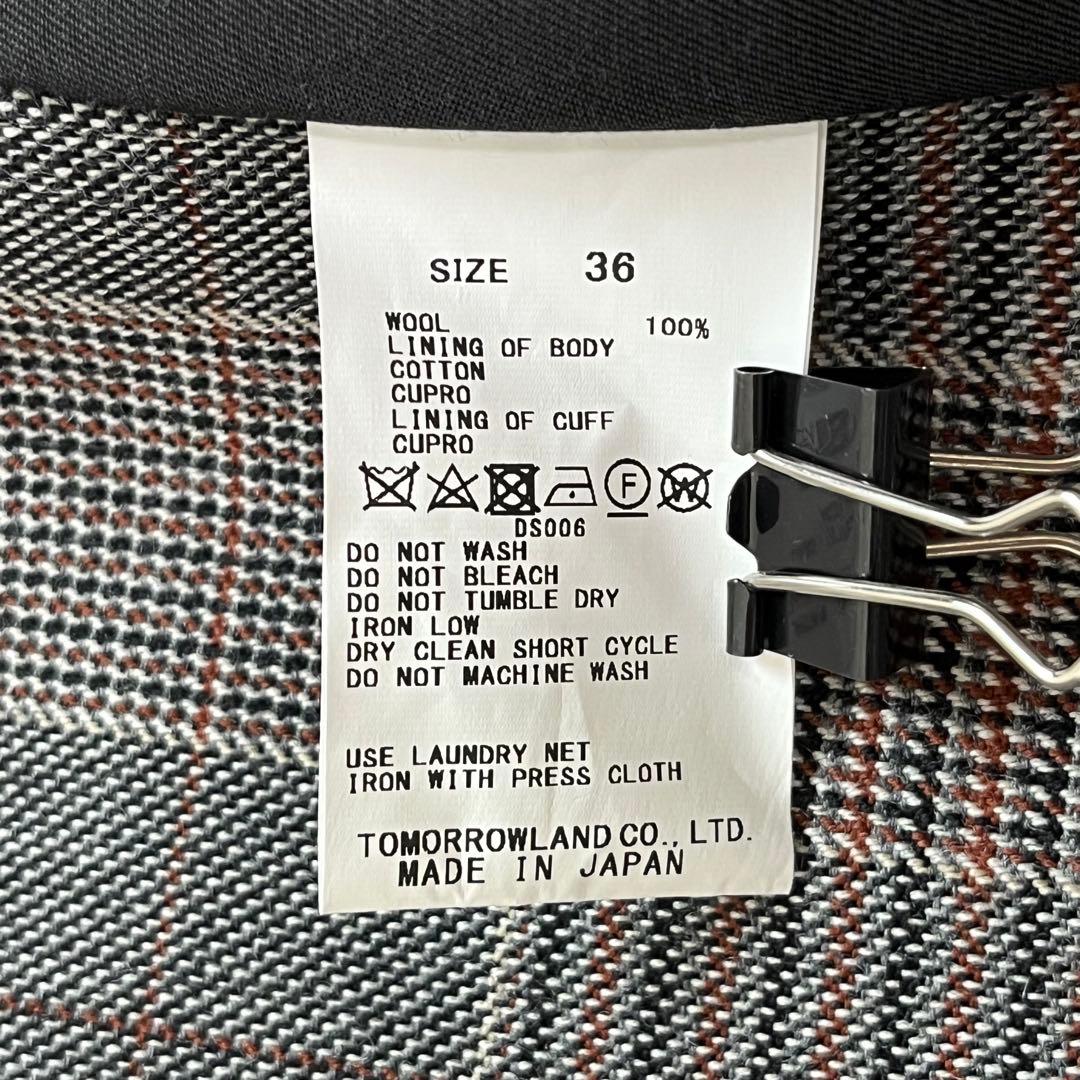 SIZE 36
WOOL 100%
LINING OF BODY
COTTON
CUPRO
LINING OF CUFF
CUPRO
F W
DS006
DO NOT WASH
DO NOT BLEACH
DO NOT TUMBLE DRY
IRON LOW
DRY CLEAN SHORT CYCLE
DO NOT MACHINE WASH
USE LAUNDRY NET
IRON WITH PRESS CLOTH
TOMORROWLAND CO., LTD.
MADE IN JAPAN